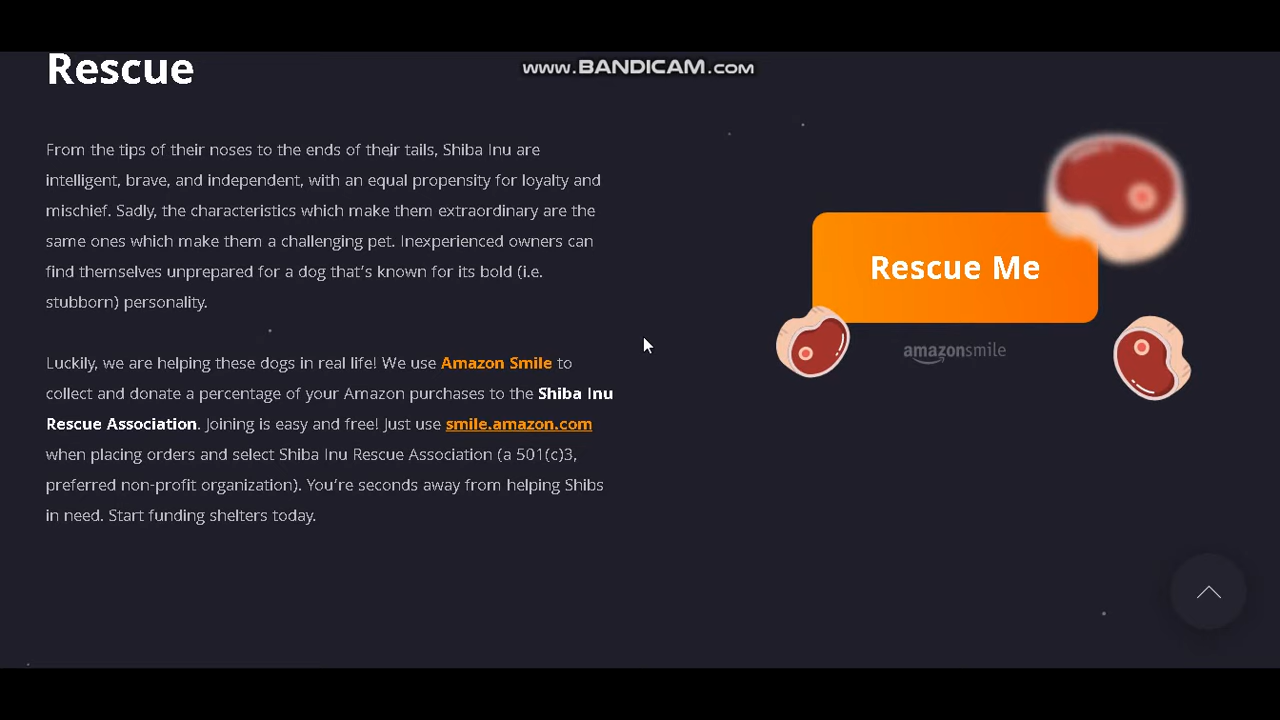 Rescue
www.BANDICAM.com
From the tips of their noses to the ends of their tails, Shiba Inu are
intelligent, brave, and independent, with an equal propensity for loyalty and
mischief. Sadly, the characteristics which make them extraordinary are the
same ones which make them a challenging pet. Inexperienced owners can
find themselves unprepared for a dog that’s known for its bold (i.e.
stubborn) personality.
Luckily, we are helping these dogs in real life! We use Amazon Smile to
collect and donate a percentage of your Amazon purchases to the Shiba Inu
Rescue Association. Joining is easy and free! Just use smile.amazon.com
when placing orders and select Shiba Inu Rescue Association (a 501(c)3,
preferred non-profit organization). You’re seconds away from helping Shibs
in need. Start funding shelters today.
Rescue Me
amazonsmile